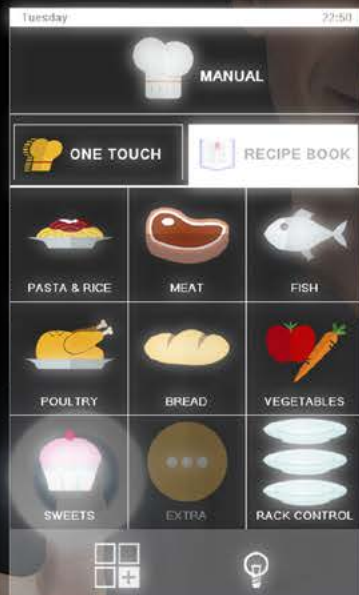 Tuesday 22:50
MANUAL
ONE TOUCH
RECIPE BOOK
PASTA & RICE
MEAT
FISH
POULTRY
BREAD
VEGETABLES
SWEETS
EXTRA
RACK CONTROL